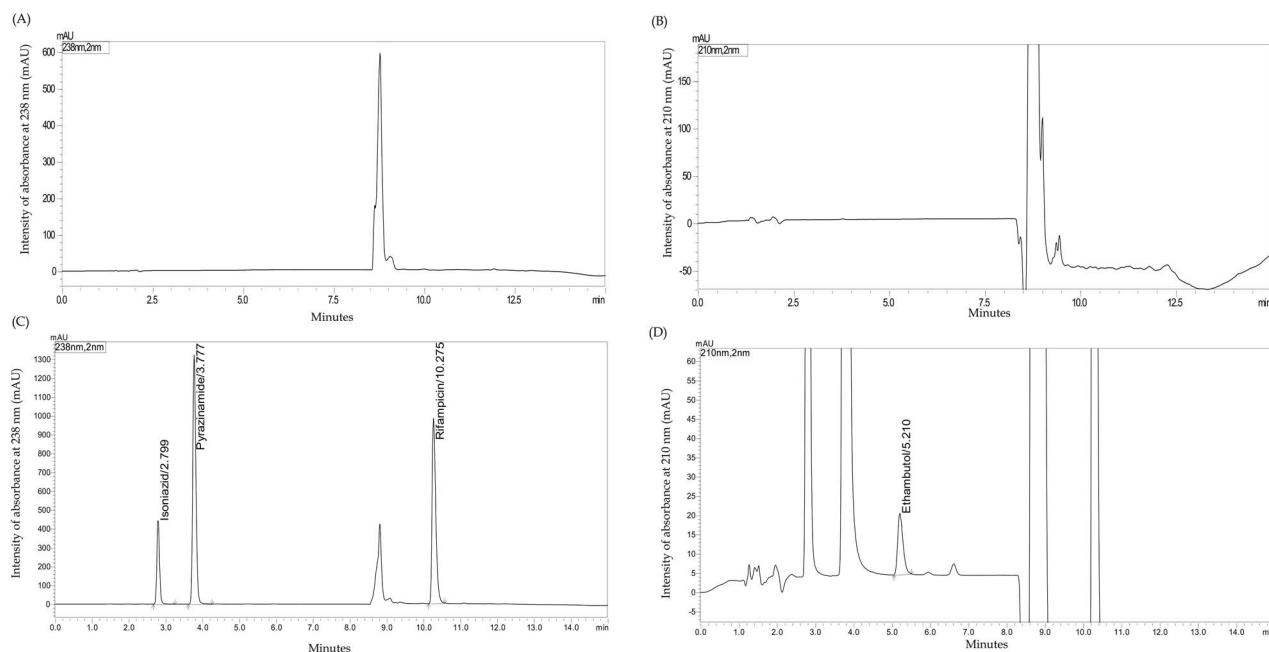 (A)
mAU
238nm,2nm
Intensity of absorbance at 238 nm (mAU)
600
500
400
300
200
100
0
0.0 2.5 5.0 7.5 10.0 12.5 min
Minutes
(B)
mAU
210nm,2nm
Intensity of absorbance at 210 nm (mAU)
150
100
50
0
-50
0.0 2.5 5.0 7.5 10.0 12.5 min
Minutes
(C)
mAU
238nm,2nm
Intensity of absorbance at 238 nm (mAU)
1300
1200
1100
1000
900
800
700
600
500
400
300
200
100
0
Isoniazid/2.799
Pyrazinamide/3.777
Rifampicin/10.275
0.0 1.0 2.0 3.0 4.0 5.0 6.0 7.0 8.0 9.0 10.0 11.0 12.0 13.0 14.0 min
Minutes
(D)
mAU
210nm,2nm
Intensity of absorbance at 210 nm (mAU)
60
55
50
45
40
35
30
25
20
15
10
5
0
-5
Ethambutol/5.210
0.0 1.0 2.0 3.0 4.0 5.0 6.0 7.0 8.0 9.0 10.0 11.0 12.0 13.0 14.0
Minutes